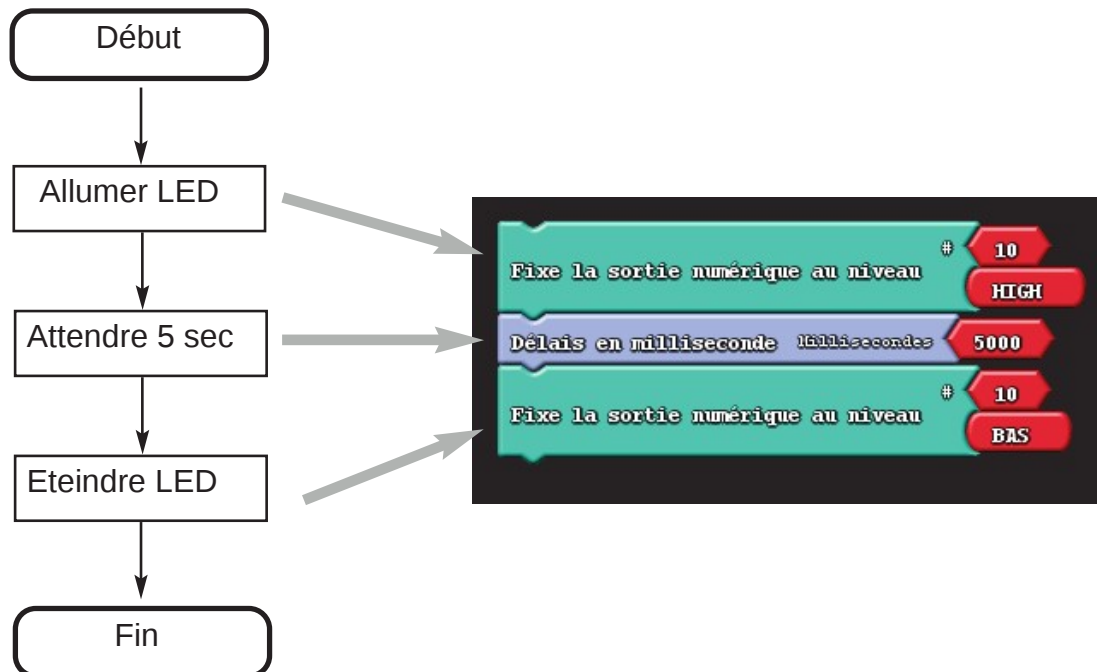 Début
Allumer LED
Attendre 5 sec
Eteindre LED
Fin
Fixe la sortie numérique au niveau # 10
HIGH
Délais en milliseconde Millisecondes 5000
Fixe la sortie numérique au niveau # 10
BAS